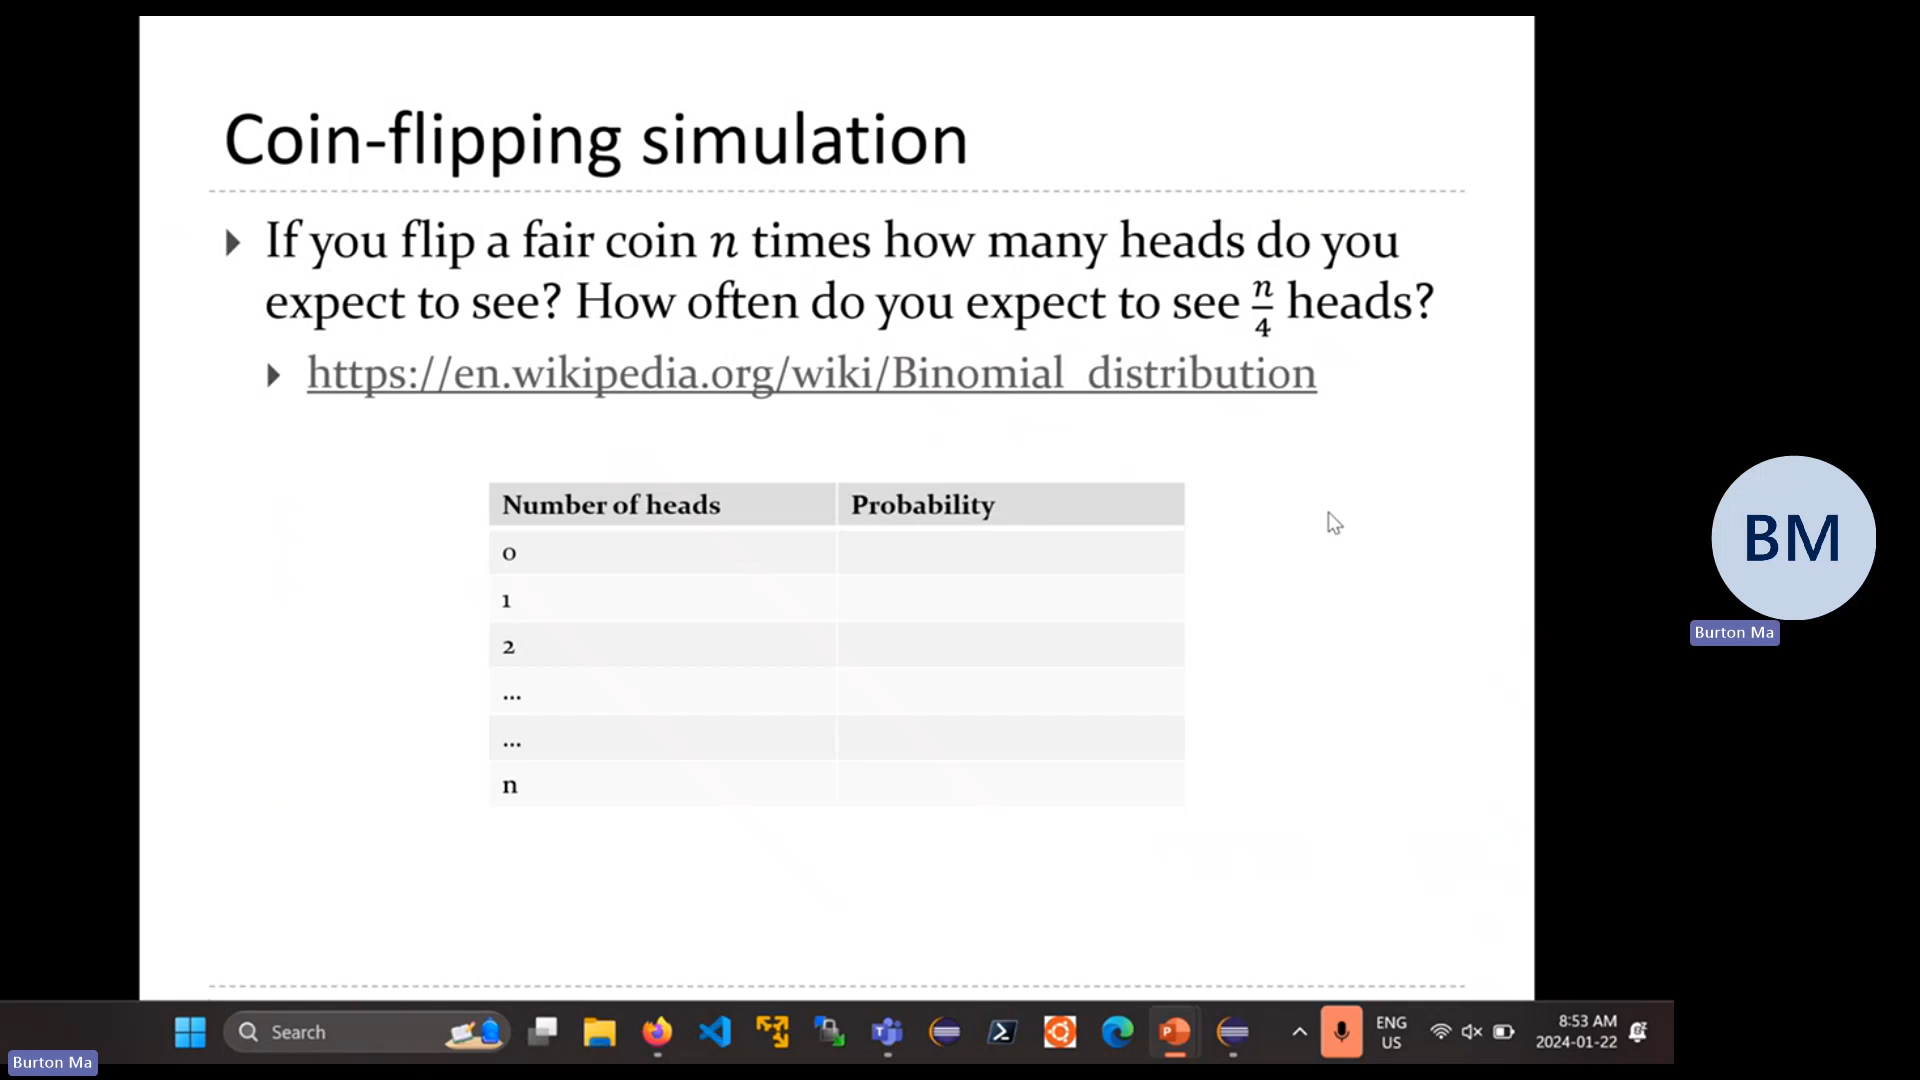 Coin-flipping simulation
If you flip a fair coin n times how many heads do you
expect to see? How often do you expect to see n/4 heads?
https://en.wikipedia.org/wiki/Binomial_distribution
Number of heads Probability
0
1
2
...
...
n
BM
Burton Ma
Search
ENG
US
8:53 AM
2024-01-22
Burton Ma